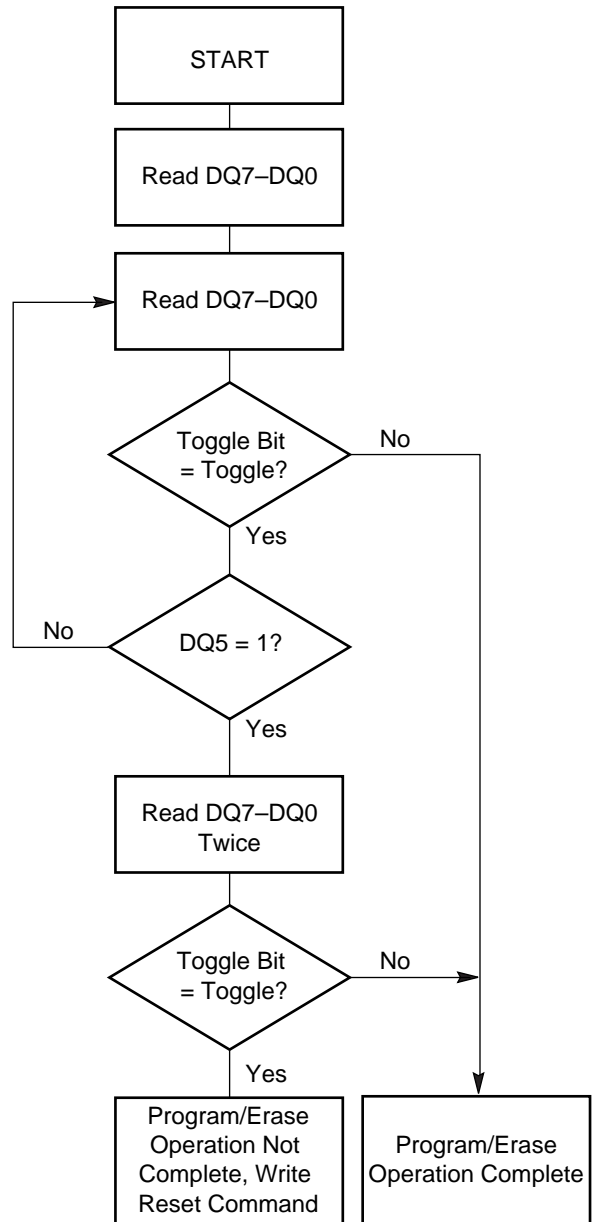 START
Read DQ7–DQ0
Read DQ7–DQ0
Toggle Bit
= Toggle?
No
Yes
No
DQ5 = 1?
Yes
Read DQ7–DQ0
Twice
Toggle Bit
= Toggle?
No
Yes
Program/Erase
Operation Not
Complete, Write
Reset Command
Program/Erase
Operation Complete